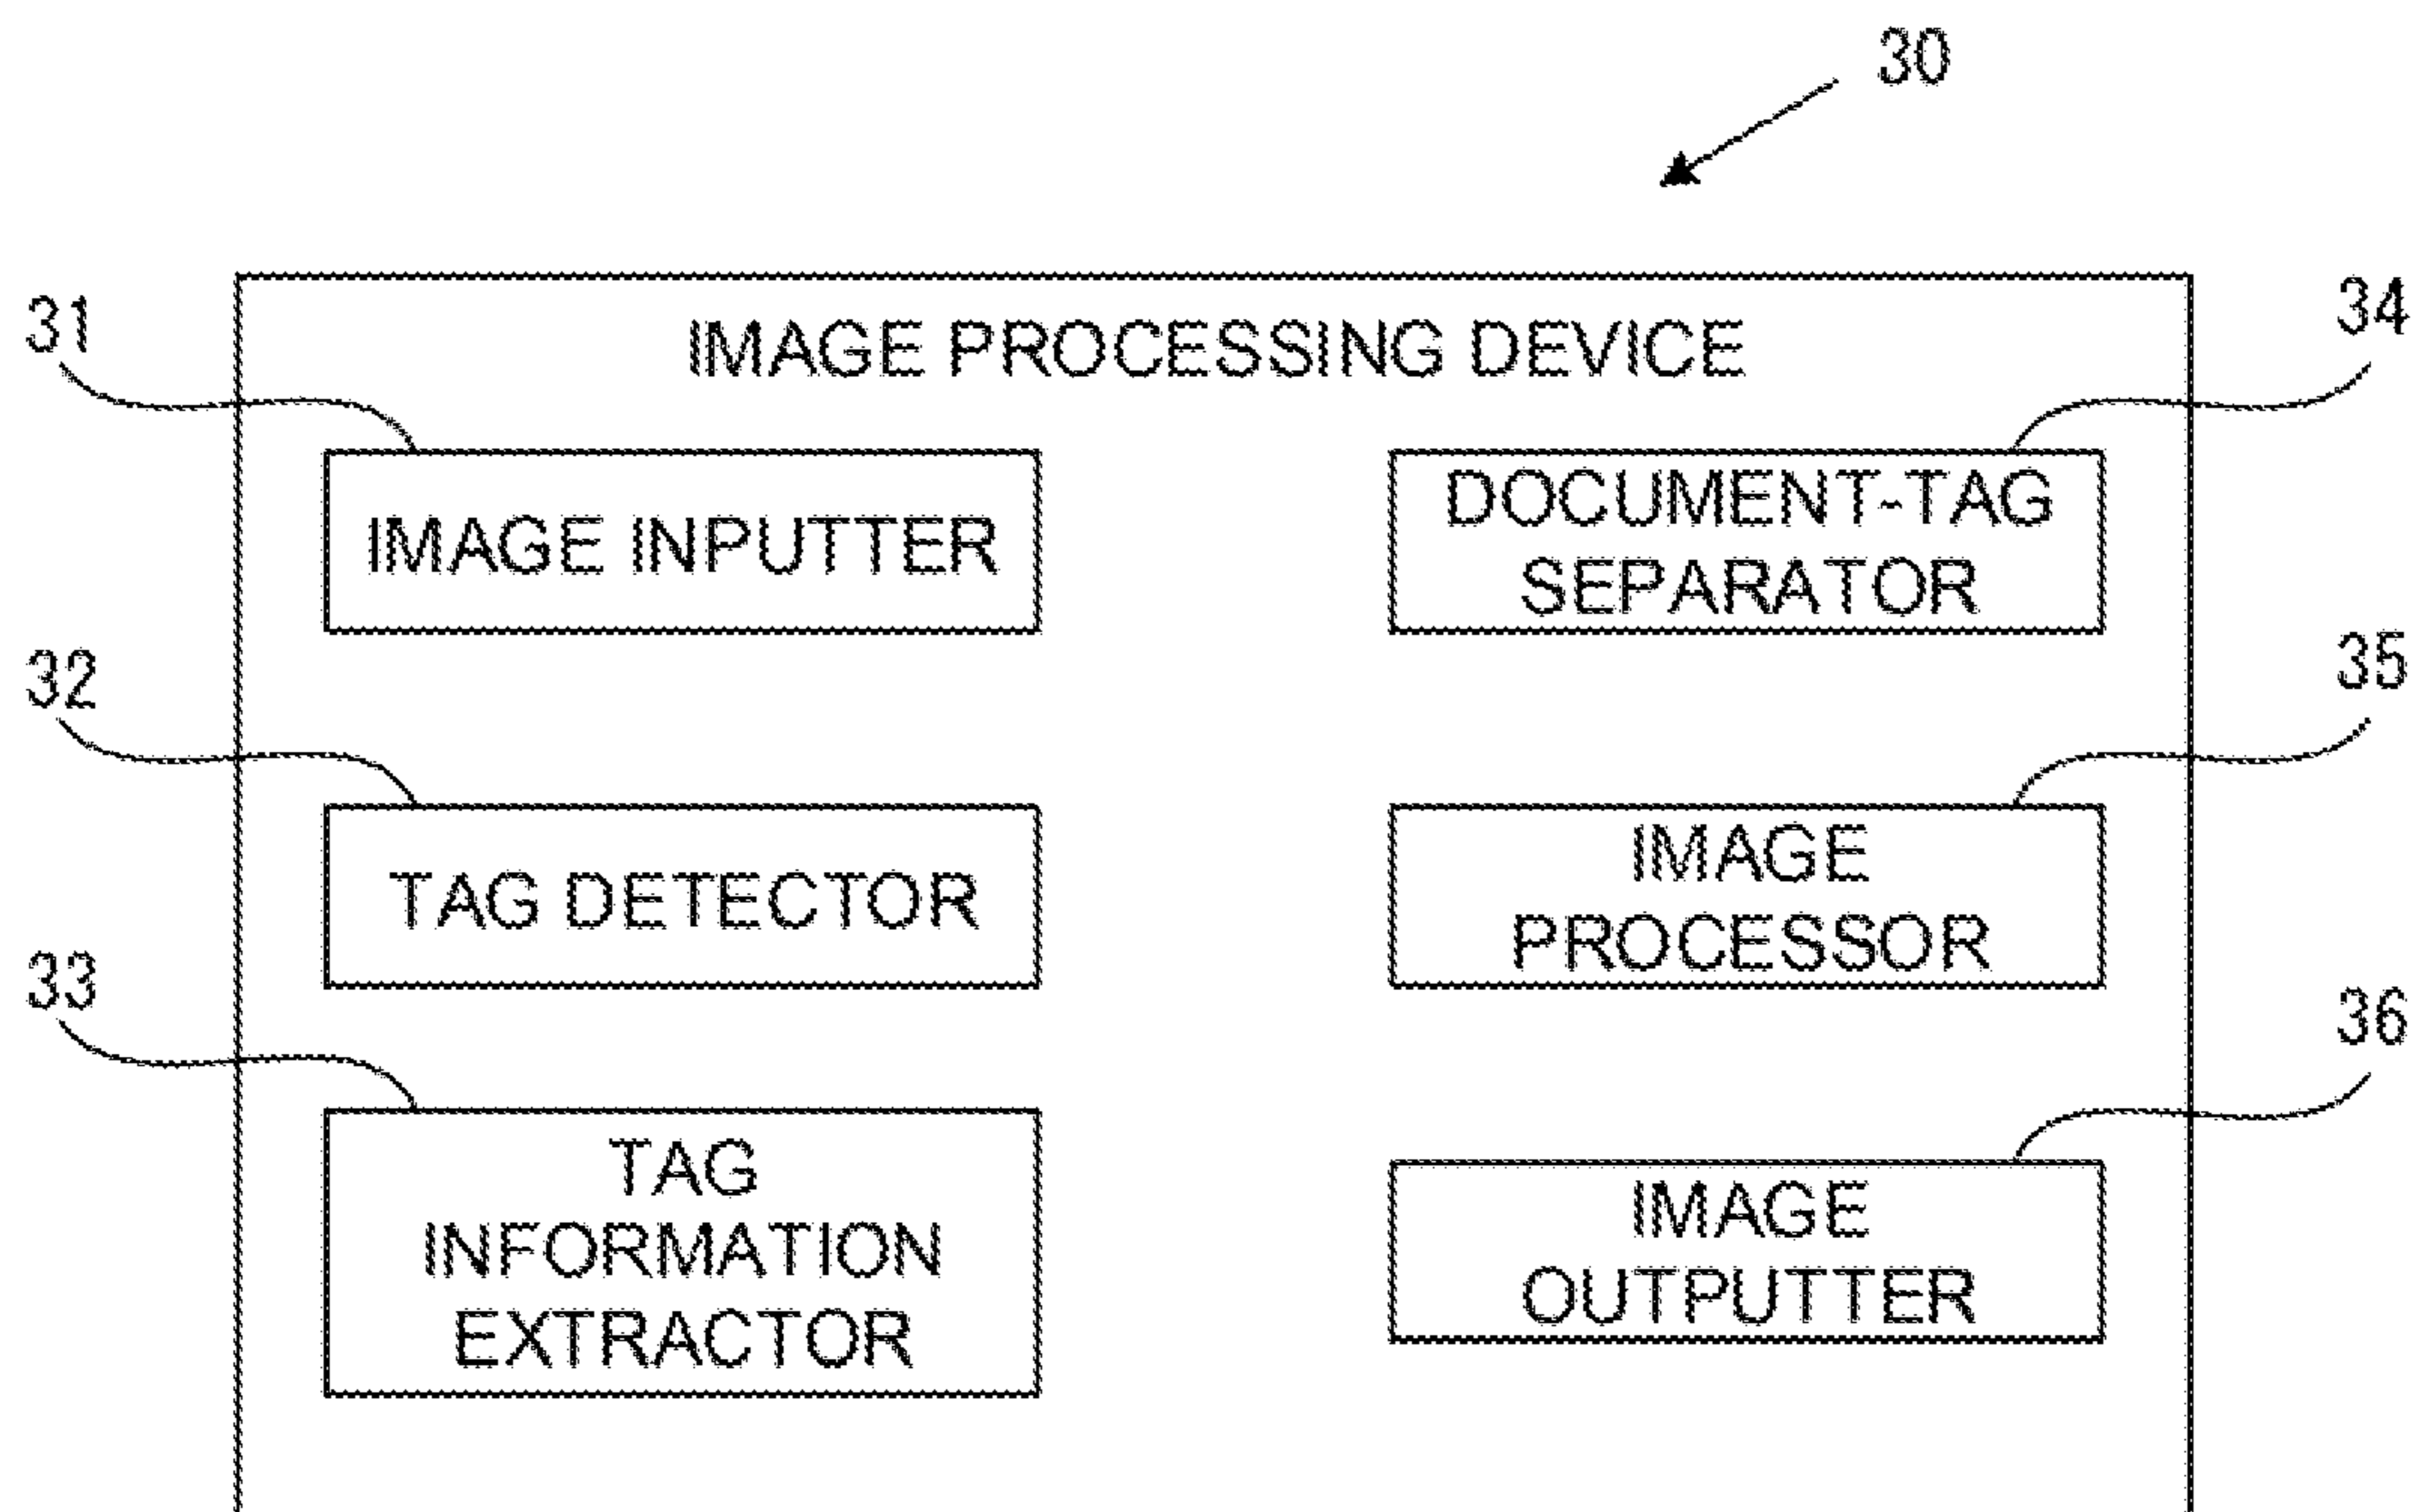 30
IMAGE PROCESSING DEVICE
31
IMAGE INPUTTER
32
TAG DETECTOR
33
TAG
INFORMATION
EXTRACTOR
34
DOCUMENT-TAG
SEPARATOR
35
IMAGE
PROCESSOR
36
IMAGE
OUTPUTTER